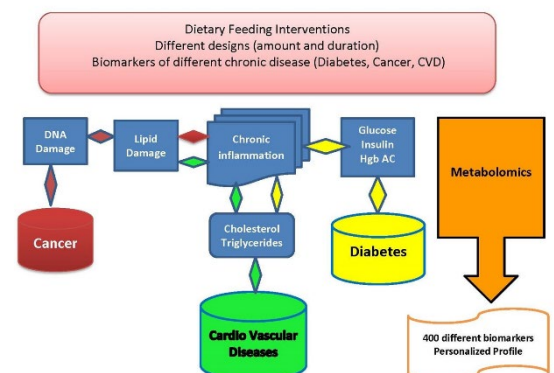 Dietary Feeding Interventions
Different designs (amount and duration)
Biomarkers of different chronic disease (Diabetes, Cancer, CVD)
DNA
Damage
Lipid
Damage
Chronic
inflammation
Glucose
Insulin
Hgb AC
Metabolomics
Cancer
Cholesterol
Triglycerides
Diabetes
Cardio Vascular
Diseases
400 different biomarkers
Personalized Profile